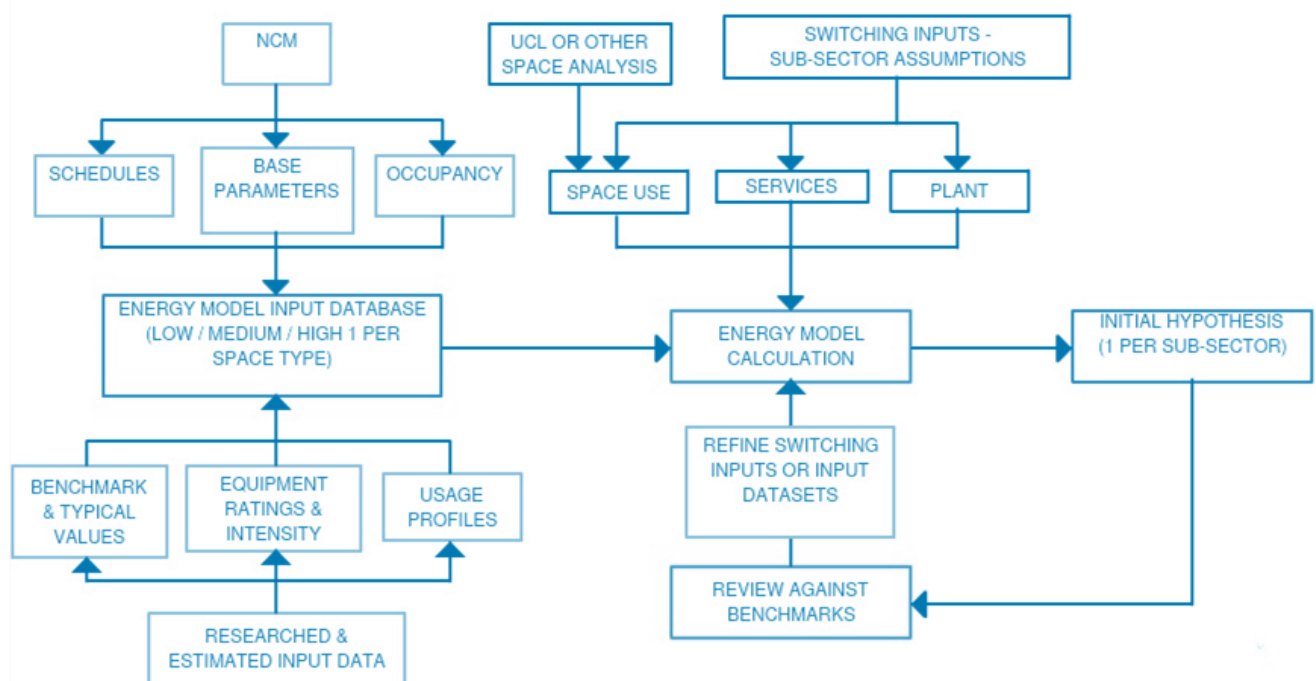 NCM
UCL OR OTHER
SPACE ANALYSIS
SWITCHING INPUTS -
SUB-SECTOR ASSUMPTIONS
SCHEDULES
BASE
PARAMETERS
OCCUPANCY
SPACE USE
SERVICES
PLANT
ENERGY MODEL INPUT DATABASE
(LOW / MEDIUM / HIGH 1 PER
SPACE TYPE)
ENERGY MODEL
CALCULATION
INITIAL HYPOTHESIS
(1 PER SUB-SECTOR)
BENCHMARK
& TYPICAL
VALUES
EQUIPMENT
RATINGS &
INTENSITY
USAGE
PROFILES
REFINE SWITCHING
INPUTS OR INPUT
DATASETS
REVIEW AGAINST
BENCHMARKS
RESEARCHED &
ESTIMATED INPUT DATA